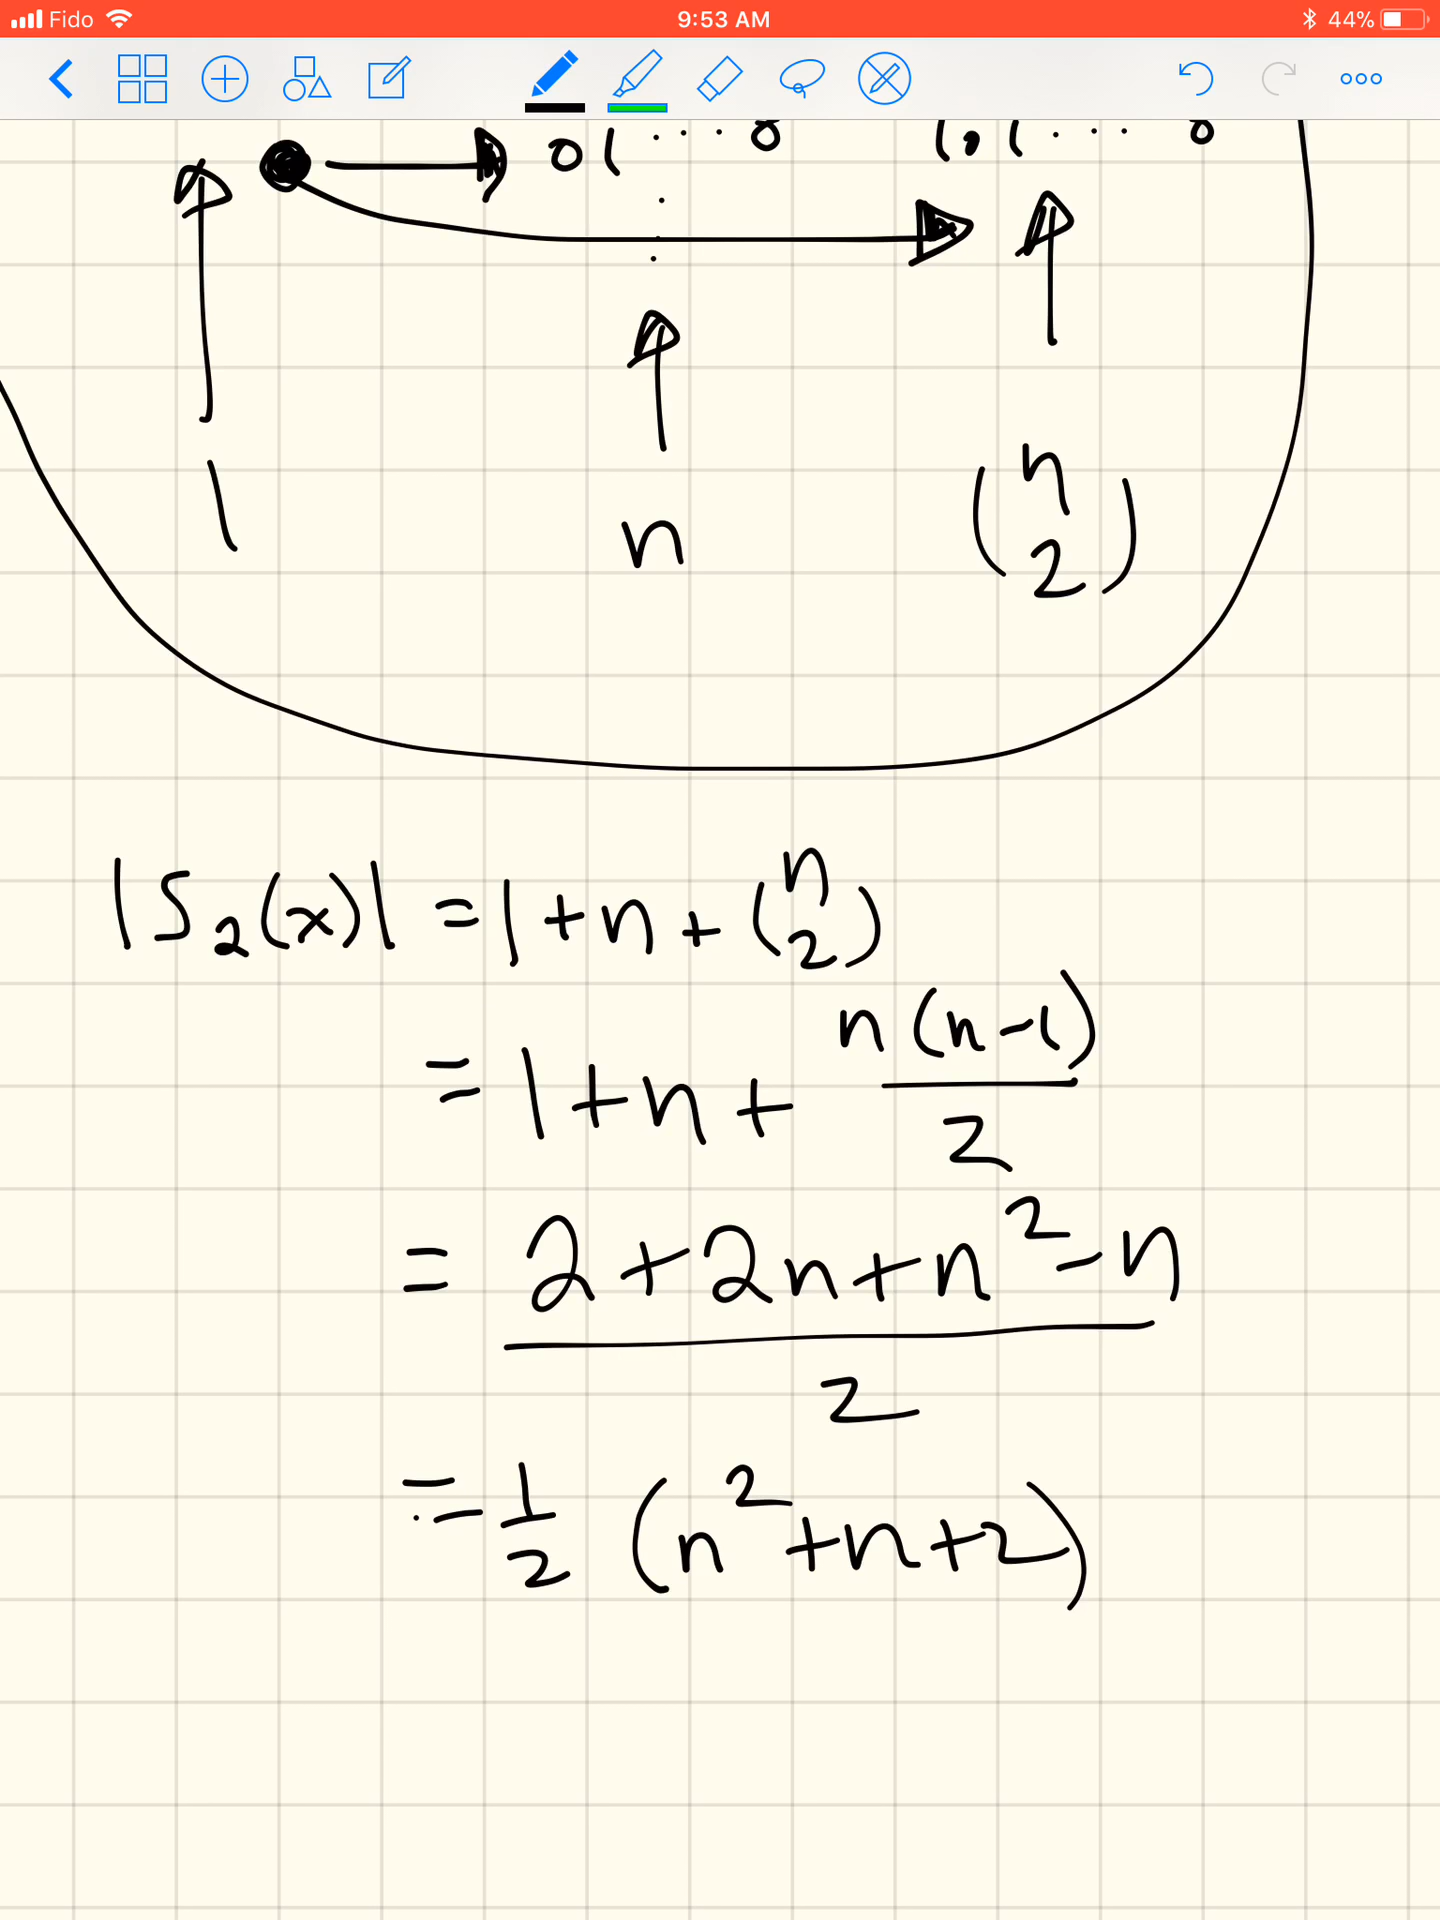 Fido 9:53 AM 44%
01 ... 0 1,1 ... 0
1 n (n 2)
|S₂(x)| = 1 + n + (n 2)
= 1 + n + n(n-1)/2
= 2 + 2n + n² - n / 2
= 1/2 (n² + n + 2)